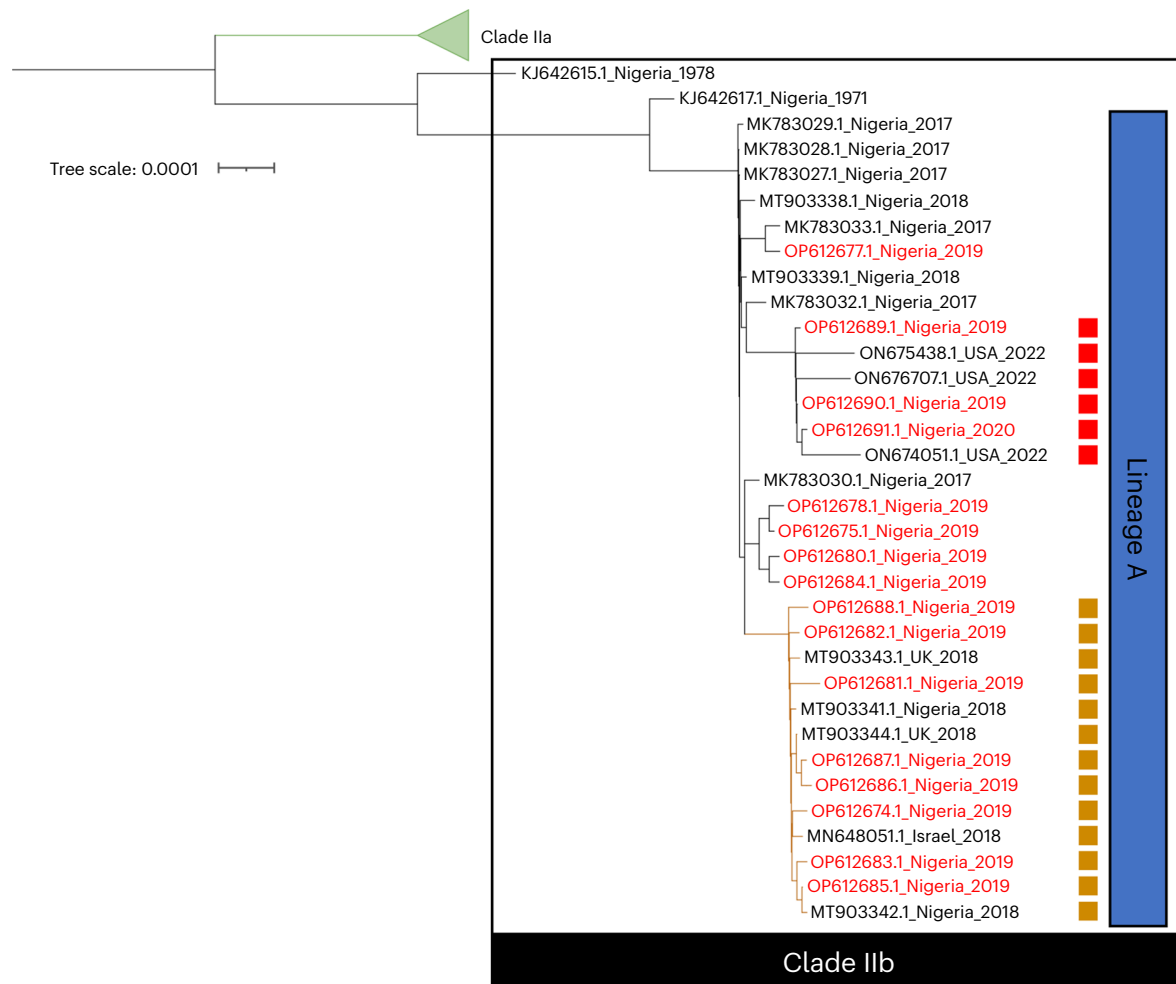 Clade IIa
KJ642615.1_Nigeria_1978
KJ642617.1_Nigeria_1971
MK783029.1_Nigeria_2017
MK783028.1_Nigeria_2017
Tree scale: 0.0001
MK783027.1_Nigeria_2017
MT903338.1_Nigeria_2018
MK783033.1_Nigeria_2017
OP612677.1_Nigeria_2019
MT903339.1_Nigeria_2018
MK783032.1_Nigeria_2017
OP612689.1_Nigeria_2019
ON675438.1_USA_2022
ON676707.1_USA_2022
OP612690.1_Nigeria_2019
OP612691.1_Nigeria_2020
ON674051.1_USA_2022
MK783030.1_Nigeria_2017
OP612678.1_Nigeria_2019
OP612675.1_Nigeria_2019
OP612680.1_Nigeria_2019
OP612684.1_Nigeria_2019
OP612688.1_Nigeria_2019
OP612682.1_Nigeria_2019
MT903343.1_UK_2018
OP612681.1_Nigeria_2019
MT903341.1_Nigeria_2018
MT903344.1_UK_2018
OP612687.1_Nigeria_2019
OP612686.1_Nigeria_2019
OP612674.1_Nigeria_2019
MN648051.1_Israel_2018
OP612683.1_Nigeria_2019
OP612685.1_Nigeria_2019
MT903342.1_Nigeria_2018
Lineage A
Clade IIb